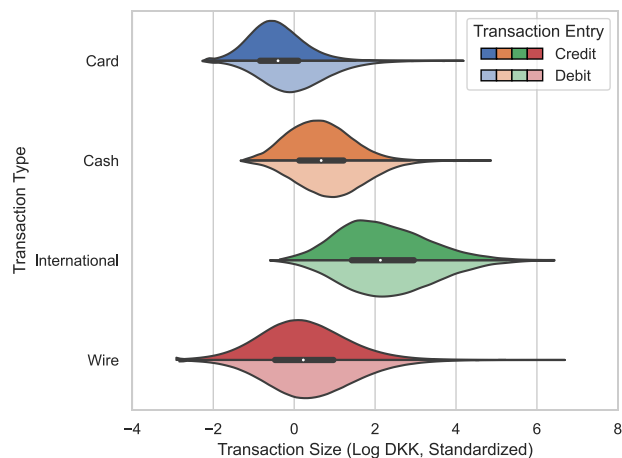 Transaction Entry
Credit
Debit
Card
Cash
International
Wire
Transaction Type
−4 −2 0 2 4 6 8
Transaction Size (Log DKK, Standardized)